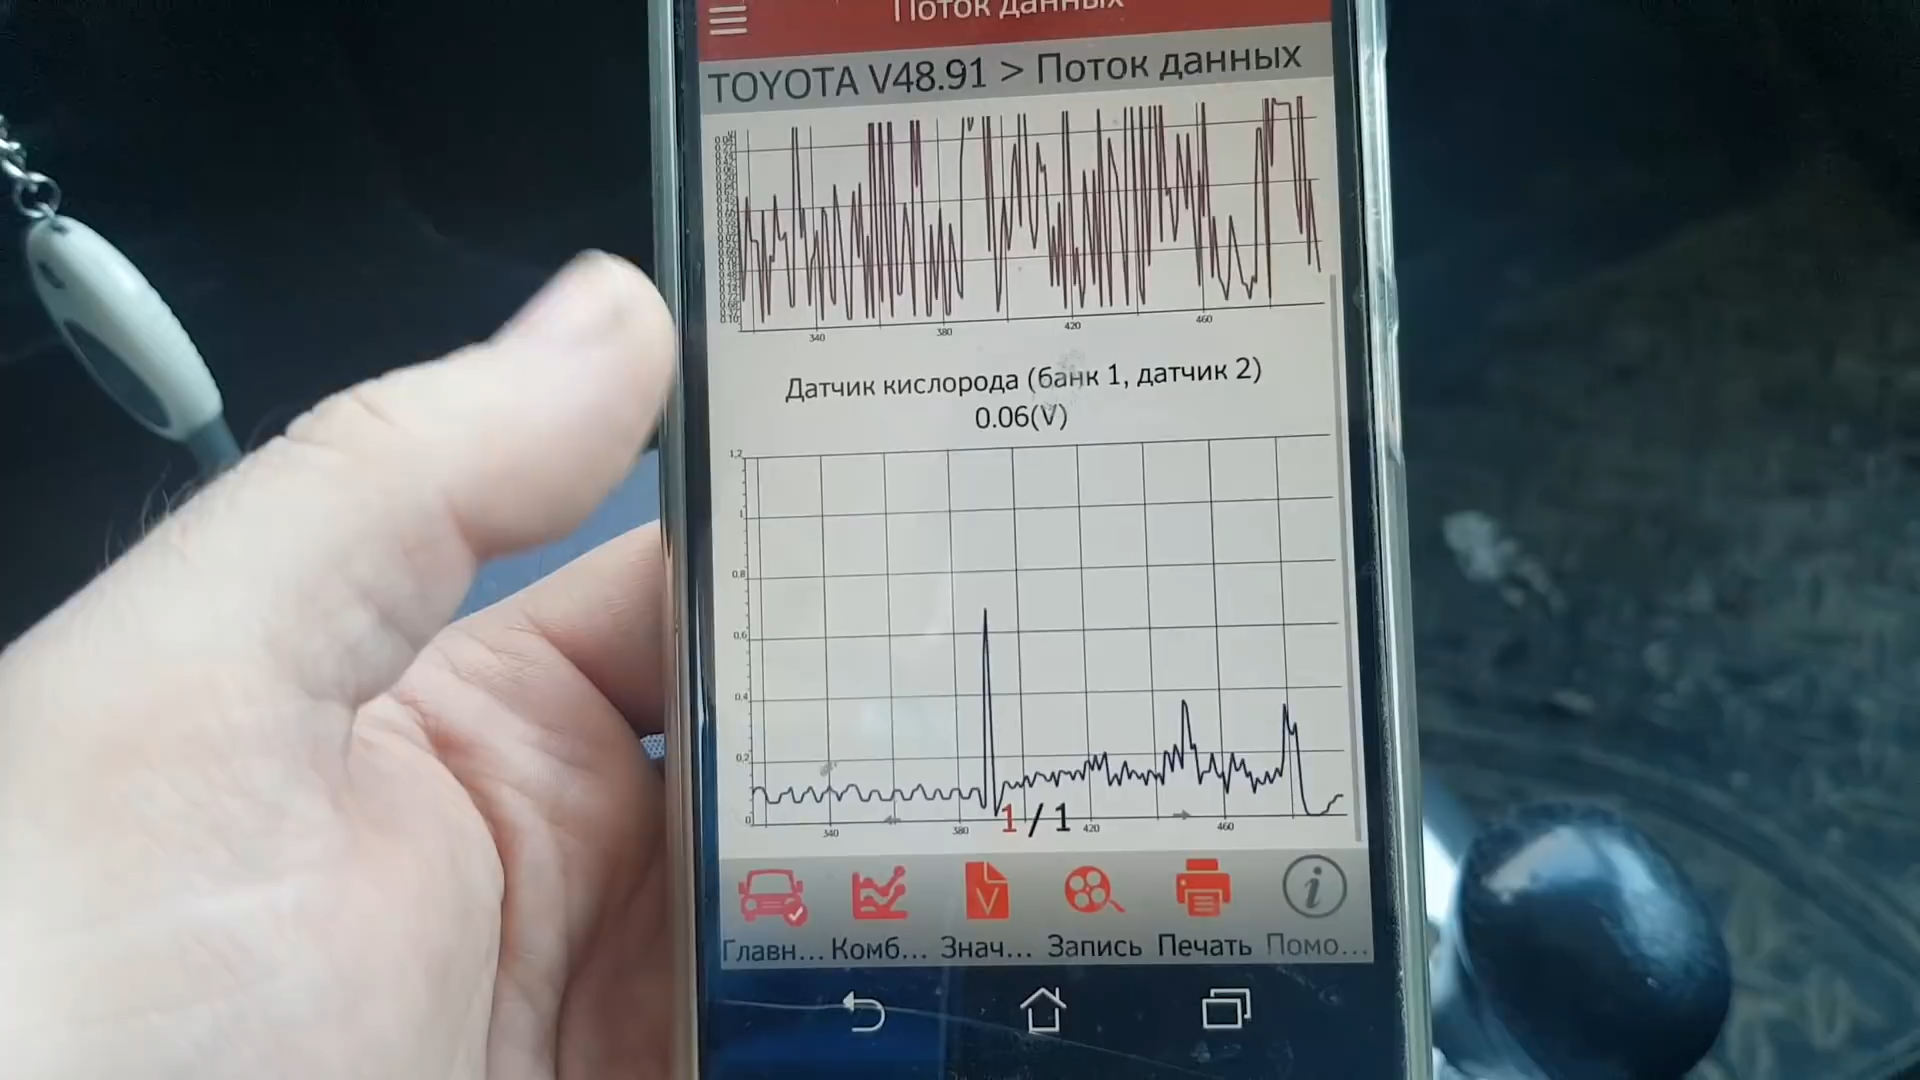 Поток данных
TOYOTA V48.91 > Поток данных
340
380
420
460
Датчик кислорода (банк 1, датчик 2)
0.06(V)
1,2
1
0,8
0,6
0,4
0,2
0
340
380
1 / 1
420
460
Главн... Комб... Знач... Запись Печать Помо...